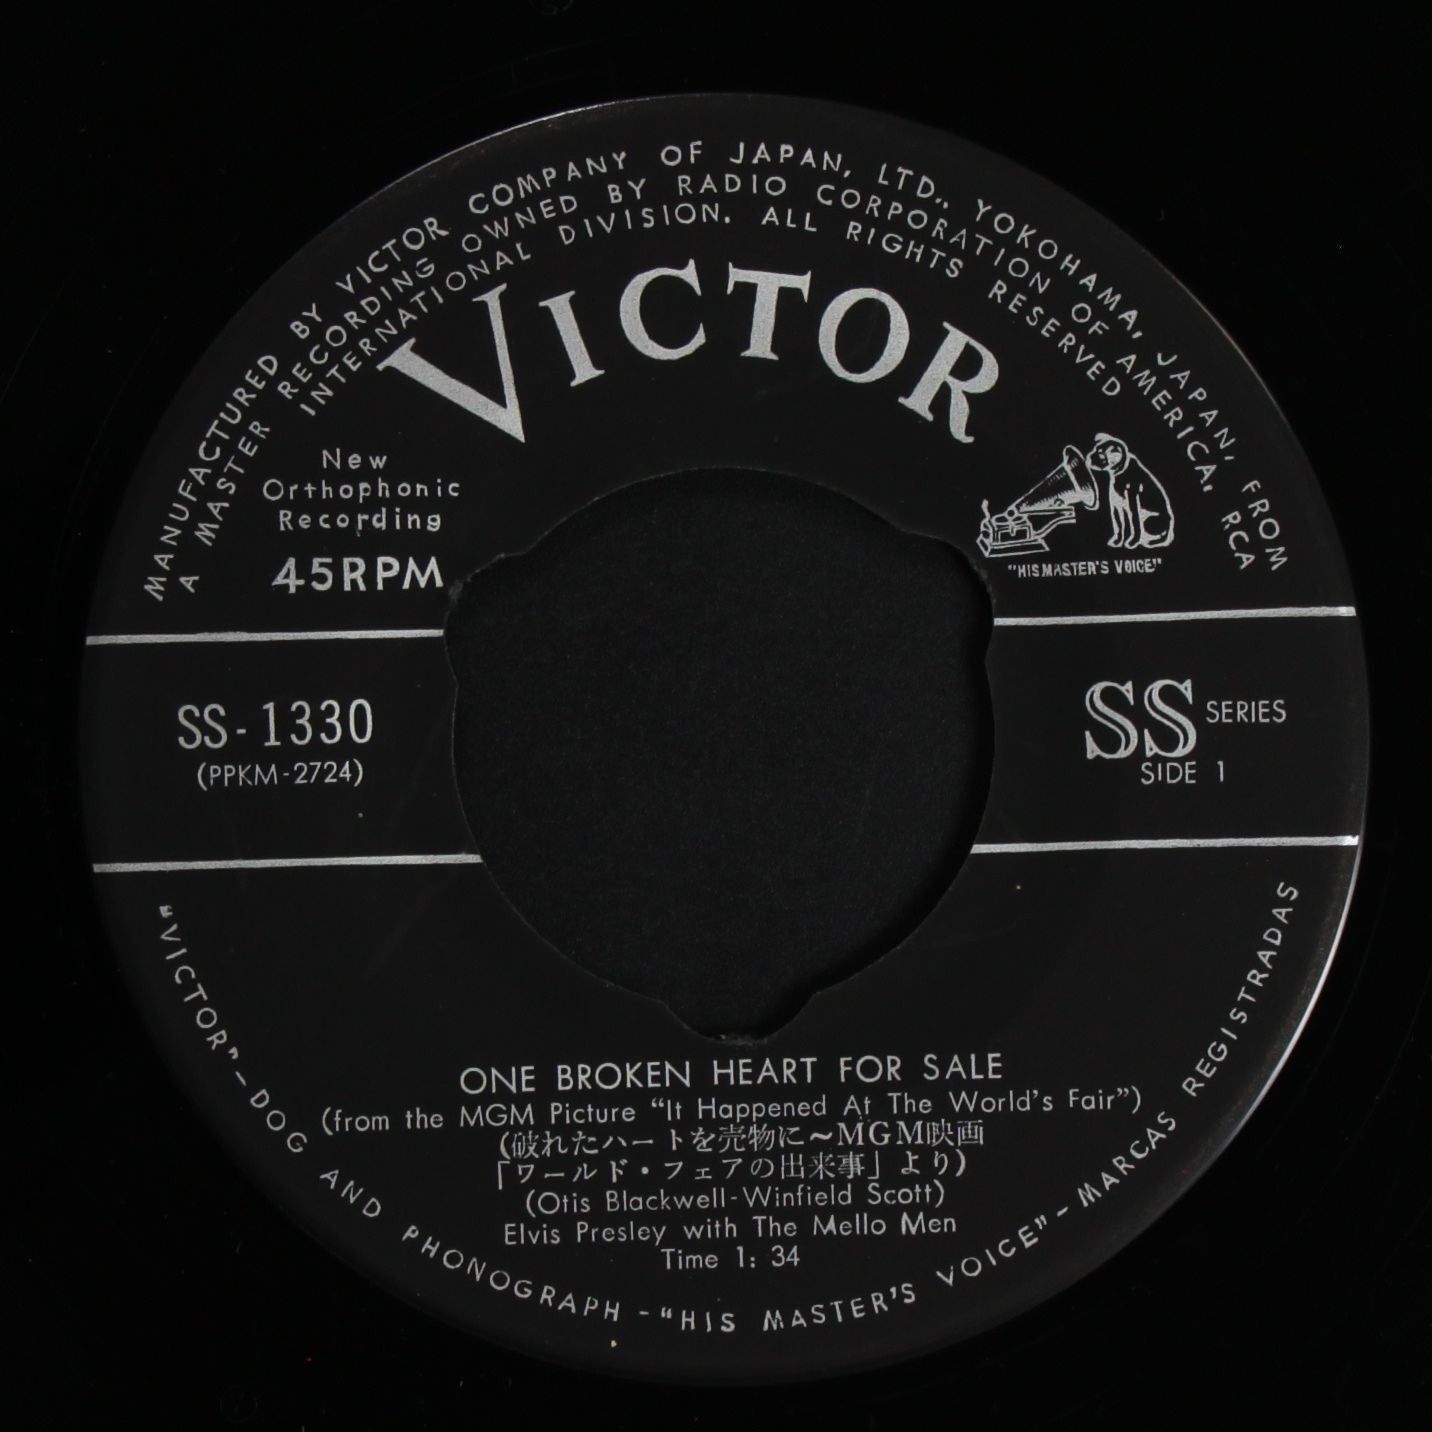 MANUFACTURED BY VICTOR COMPANY OF JAPAN, LTD., YOKOHAMA, JAPAN, FROM
A MASTER RECORDING OWNED BY RADIO CORPORATION OF AMERICA, RCA
INTERNATIONAL DIVISION. ALL RIGHTS RESERVED
VICTOR
New
Orthophonic
Recording
45RPM
"HIS MASTER'S VOICE"
SS-1330
(PPKM-2724)
SS SERIES
SIDE 1
ONE BROKEN HEART FOR SALE
(from the MGM Picture "It Happened At The World's Fair")
(破れたハートを売物に～MGM映画
「ワールド・フェアの出来事」より)
(Otis Blackwell-Winfield Scott)
Elvis Presley with The Mello Men
Time 1: 34
"VICTOR"-DOG AND PHONOGRAPH-"HIS MASTER'S VOICE"-MARCAS REGISTRADAS